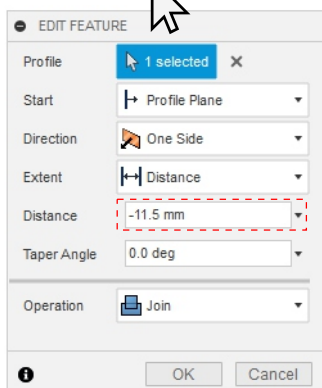 EDIT FEATURE
Profile 1 selected
Start Profile Plane
Direction One Side
Extent Distance
Distance -11.5 mm
Taper Angle 0.0 deg
Operation Join
OK Cancel